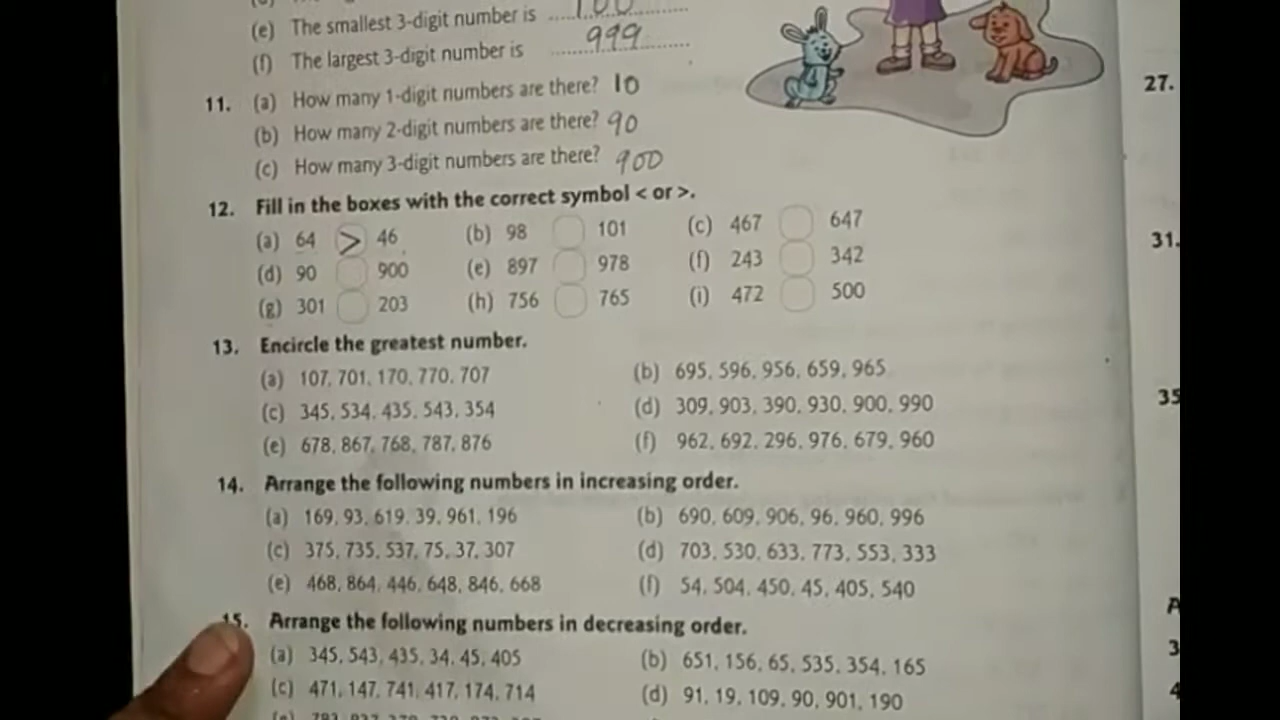 (e) The smallest 3-digit number is 100
(f) The largest 3-digit number is 999
11. (a) How many 1-digit numbers are there? 10
(b) How many 2-digit numbers are there? 90
(c) How many 3-digit numbers are there? 900
12. Fill in the boxes with the correct symbol < or >.
(a) 64 > 46 (b) 98 101 (c) 467 647
(d) 90 900 (e) 897 978 (f) 243 342
(g) 301 203 (h) 756 765 (i) 472 500
13. Encircle the greatest number.
(a) 107, 701, 170, 770, 707 (b) 695, 596, 956, 659, 965
(c) 345, 534, 435, 543, 354 (d) 309, 903, 390, 930, 900, 990
(e) 678, 867, 768, 787, 876 (f) 962, 692, 296, 976, 679, 960
14. Arrange the following numbers in increasing order.
(a) 169, 93, 619, 39, 961, 196 (b) 690, 609, 906, 96, 960, 996
(c) 375, 735, 537, 75, 37, 307 (d) 703, 530, 633, 773, 553, 333
(e) 468, 864, 446, 648, 846, 668 (f) 54, 504, 450, 45, 405, 540
15. Arrange the following numbers in decreasing order.
(a) 345, 543, 435, 34, 45, 405 (b) 651, 156, 65, 535, 354, 165
(c) 471, 147, 741, 417, 174, 714 (d) 91, 19, 109, 90, 901, 190
27.
31.
35
3
4